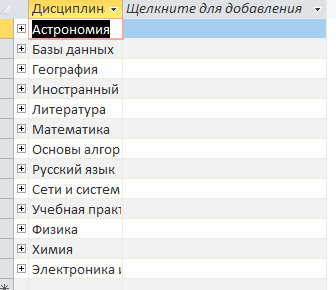 Дисциплин Щелкните для добавления
Астрономия
Базы данных
География
Иностранный
Литература
Математика
Основы алгор
Русский язык
Сети и систем
Учебная практ
Физика
Химия
Электроника и